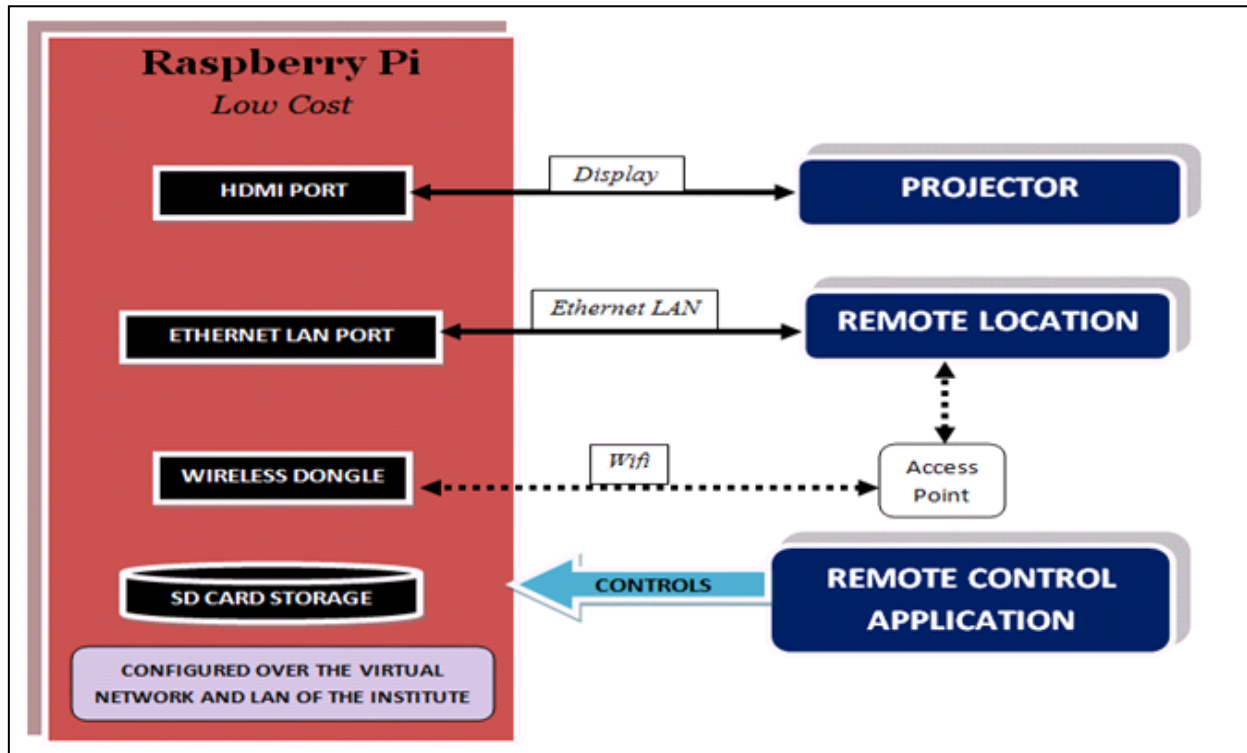 Raspberry Pi
Low Cost
HDMI PORT
Display
PROJECTOR
ETHERNET LAN PORT
Ethernet LAN
REMOTE LOCATION
WIRELESS DONGLE
Wifi
Access
Point
SD CARD STORAGE
CONTROLS
REMOTE CONTROL
APPLICATION
CONFIGURED OVER THE VIRTUAL
NETWORK AND LAN OF THE INSTITUTE